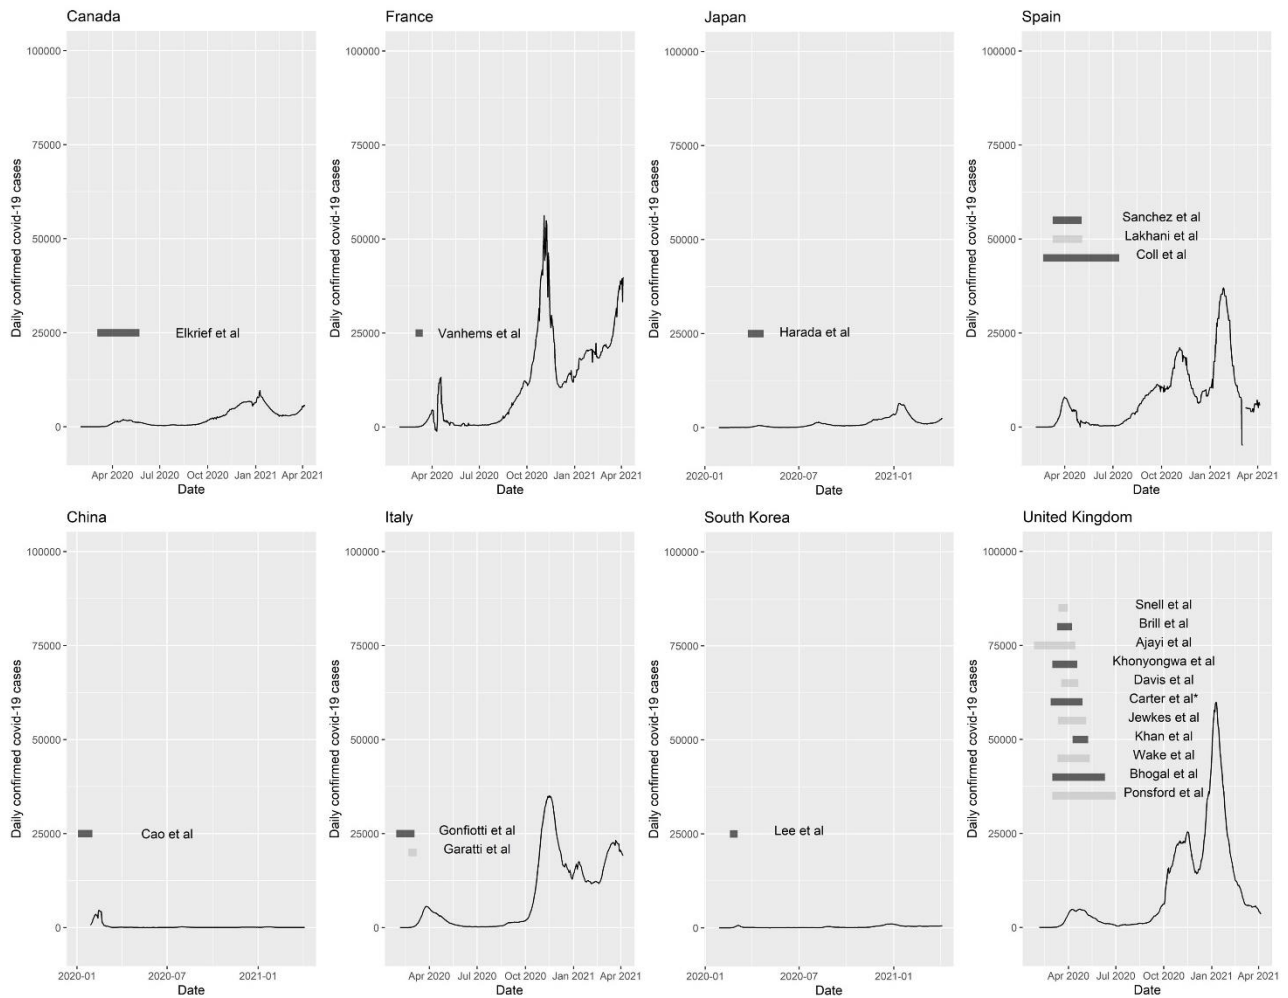 Canada
Daily confirmed covid-19 cases
100000
75000
50000
25000
0
Elkrief et al
Apr 2020 Jul 2020 Oct 2020 Jan 2021 Apr 2021
Date
France
Daily confirmed covid-19 cases
100000
75000
50000
25000
0
Vanhems et al
Apr 2020 Jul 2020 Oct 2020 Jan 2021 Apr 2021
Date
Japan
Daily confirmed covid-19 cases
100000
75000
50000
25000
0
Harada et al
2020-01 2020-07 2021-01
Date
Spain
Daily confirmed covid-19 cases
100000
75000
50000
25000
0
Sanchez et al
Lakhani et al
Coll et al
Apr 2020 Jul 2020 Oct 2020 Jan 2021 Apr 2021
Date
China
Daily confirmed covid-19 cases
100000
75000
50000
25000
0
Cao et al
2020-01 2020-07 2021-01
Date
Italy
Daily confirmed covid-19 cases
100000
75000
50000
25000
0
Gonfiotti et al
Garatti et al
Apr 2020 Jul 2020 Oct 2020 Jan 2021 Apr 2021
Date
South Korea
Daily confirmed covid-19 cases
100000
75000
50000
25000
0
Lee et al
2020-01 2020-07 2021-01
Date
United Kingdom
Daily confirmed covid-19 cases
100000
75000
50000
25000
0
Snell et al
Brill et al
Ajayi et al
Khonyongwa et al
Davis et al
Carter et al*
Jewkes et al
Khan et al
Wake et al
Bhogal et al
Ponsford et al
Apr 2020 Jul 2020 Oct 2020 Jan 2021 Apr 2021
Date